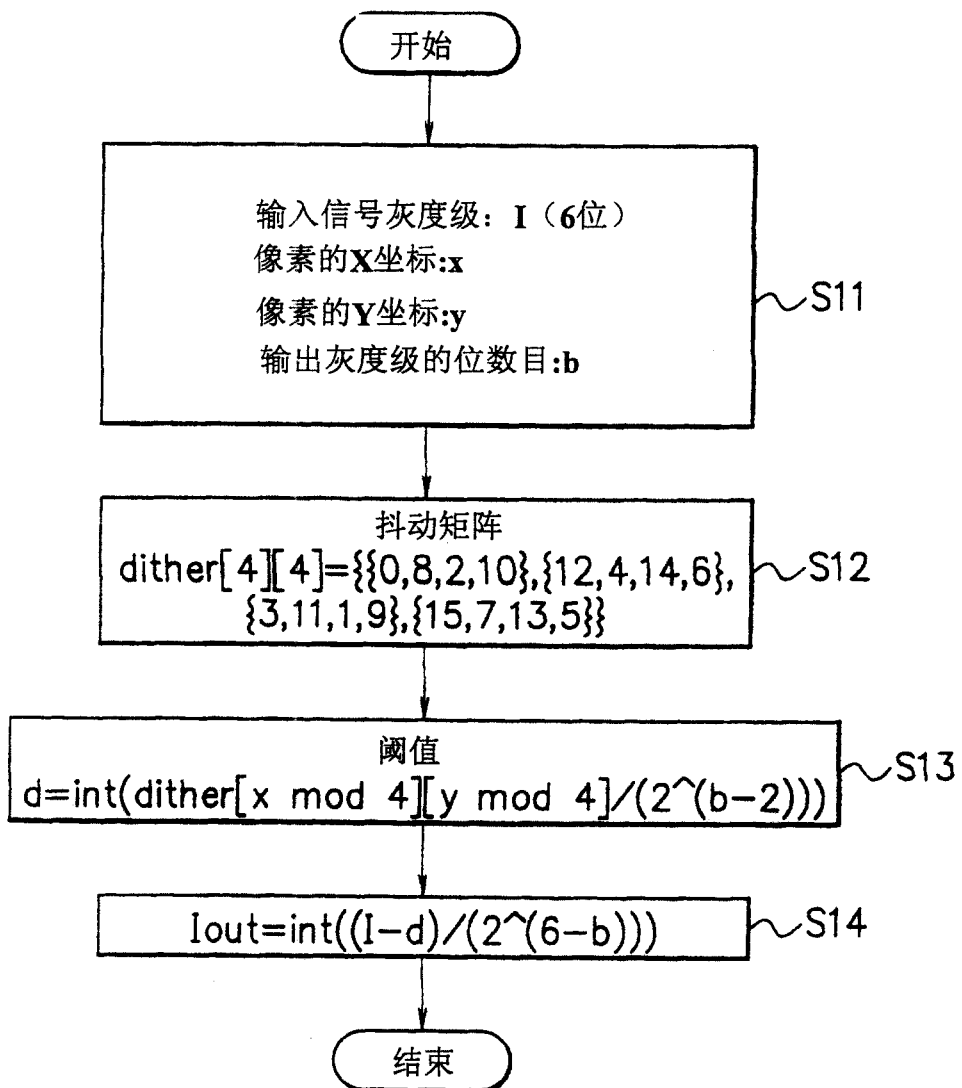 开始
输入信号灰度级：I（6位）
像素的X坐标:x
像素的Y坐标:y
输出灰度级的位数目:b
S11
抖动矩阵
dither[4][4]={{0,8,2,10},{12,4,14,6},
{3,11,1,9},{15,7,13,5}}
S12
阈值
d=int(dither[x mod 4][y mod 4]/(2^(b-2)))
S13
Iout=int((I-d)/(2^(6-b)))
S14
结束